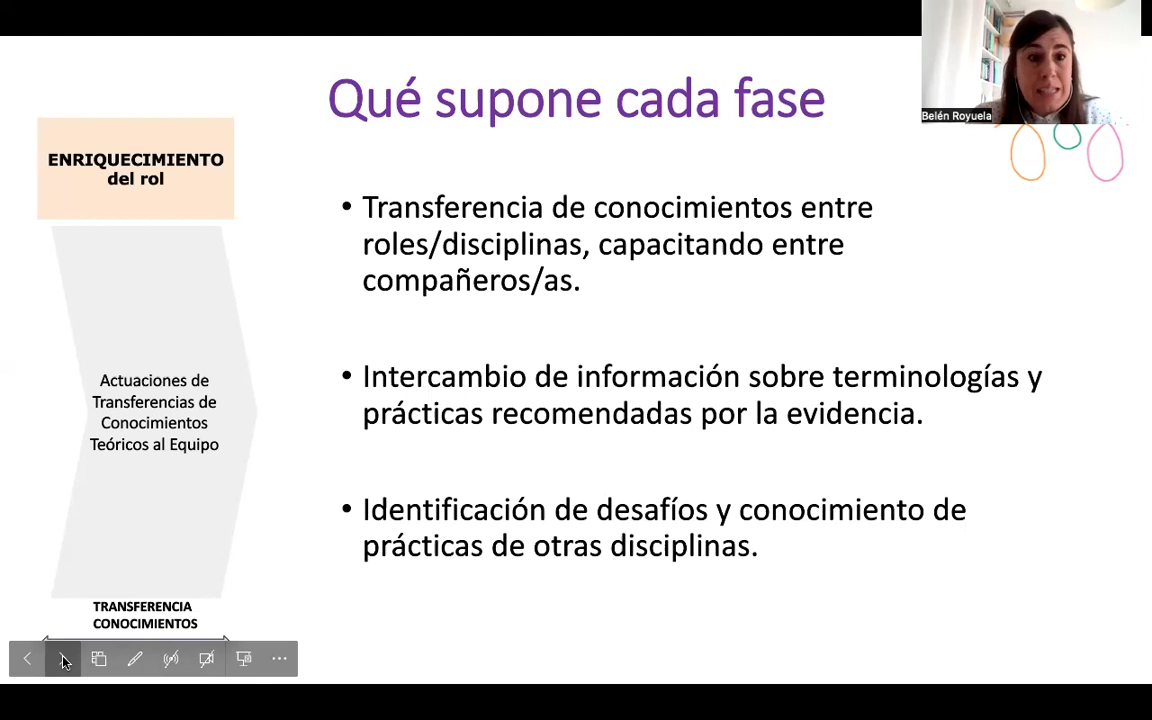 Qué supone cada fase
Belén Royuela
ENRIQUECIMIENTO
del rol
• Transferencia de conocimientos entre
roles/disciplinas, capacitando entre
compañeros/as.
Actuaciones de
Transferencias de
Conocimientos
Teóricos al Equipo
• Intercambio de información sobre terminologías y
prácticas recomendadas por la evidencia.
• Identificación de desafíos y conocimiento de
prácticas de otras disciplinas.
TRANSFERENCIA
CONOCIMIENTOS